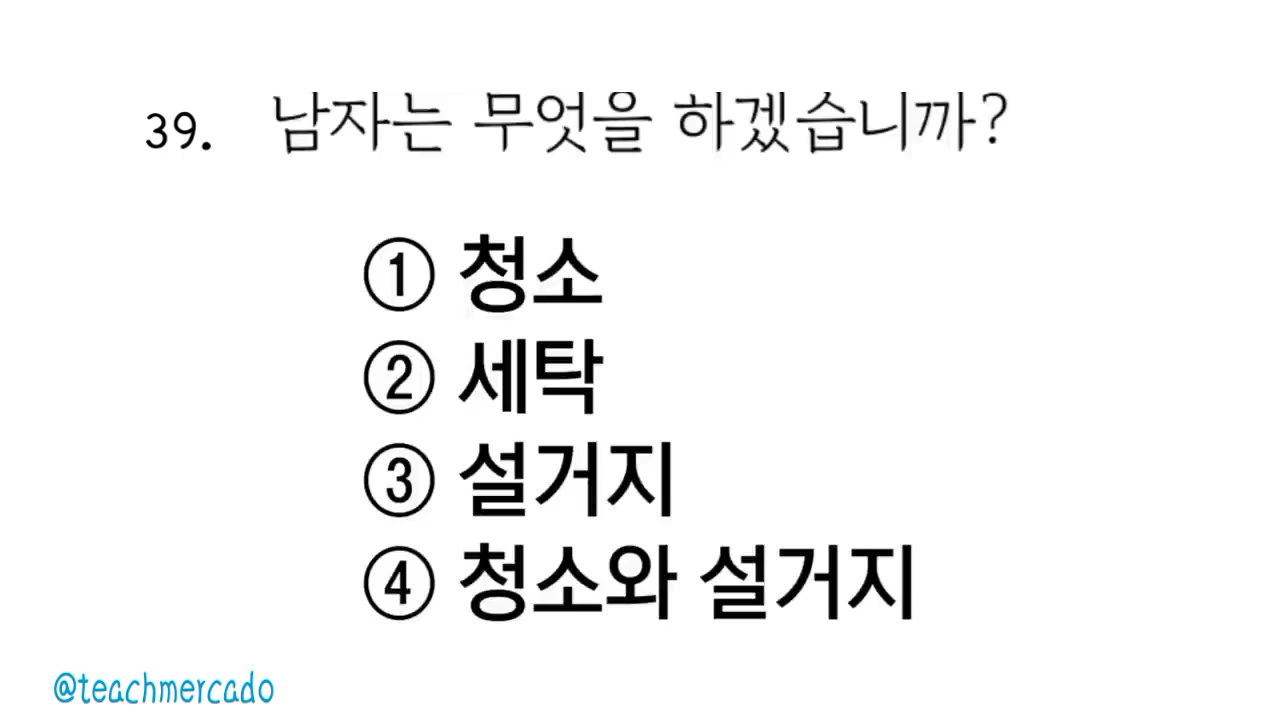 39. 남자는 무엇을 하겠습니까?
① 청소
② 세탁
③ 설거지
④ 청소와 설거지
@teachmercado